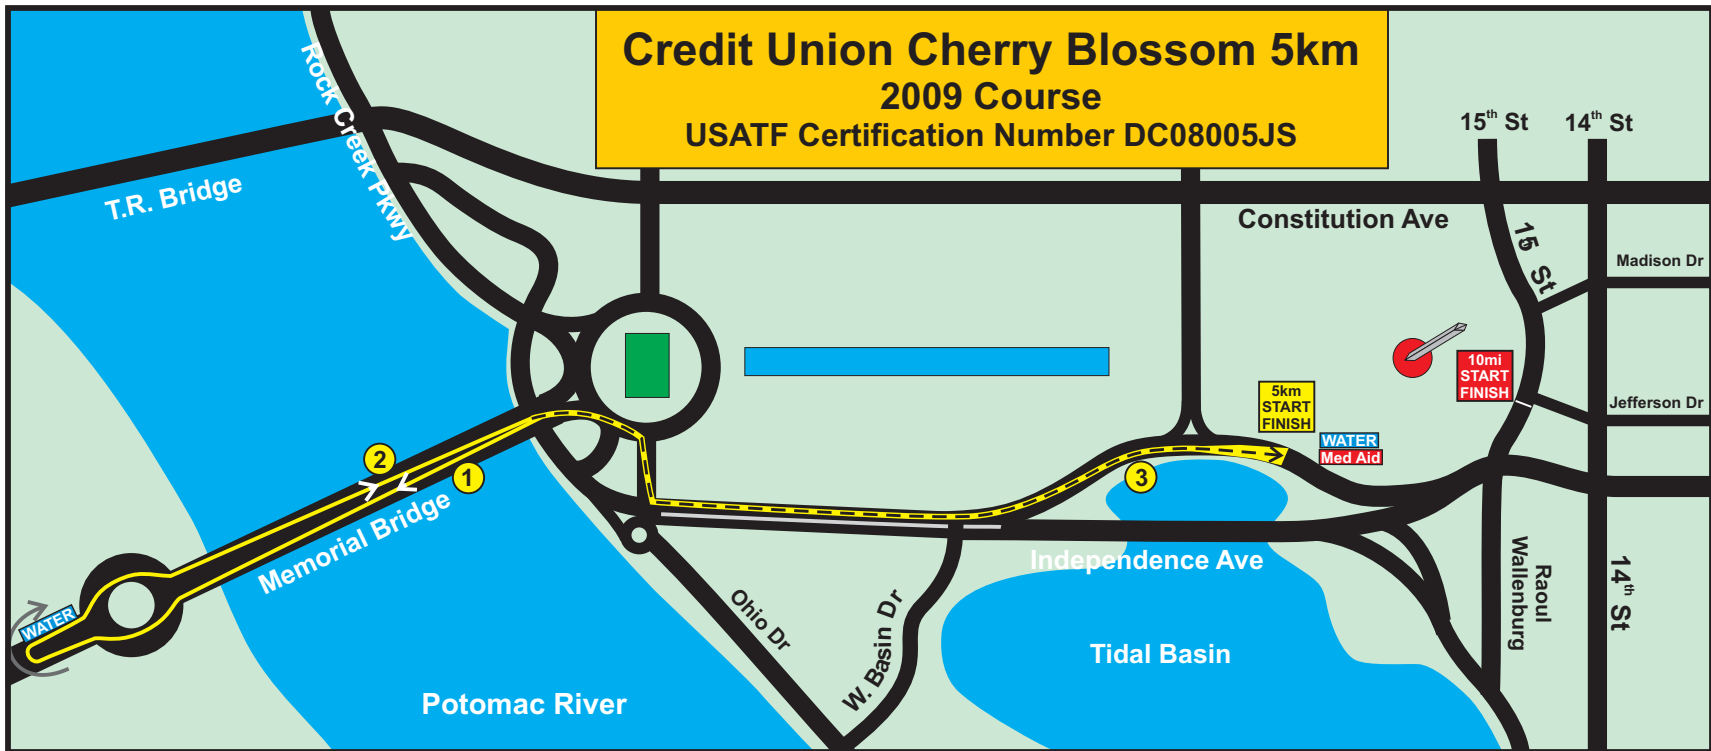 Credit Union Cherry Blossom 5km
2009 Course
USATF Certification Number DC08005JS
Rock Creek Pkwy
15th St
14th St
T.R. Bridge
Constitution Ave
15 St
Madison Dr
10mi
START
FINISH
5km
START
FINISH
Jefferson Dr
WATER
Med Aid
2
1
3
Memorial Bridge
Independence Ave
Raoul
Wallenburg
14th St
WATER
Ohio Dr
W. Basin Dr
Tidal Basin
Potomac River